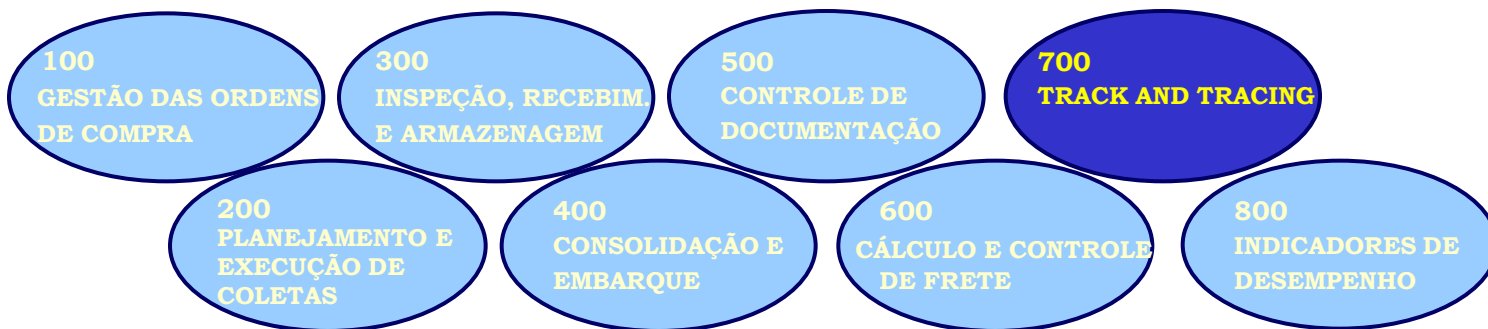 100
GESTÃO DAS ORDENS
DE COMPRA
300
INSPEÇÃO, RECEBIM.
E ARMAZENAGEM
500
CONTROLE DE
DOCUMENTAÇÃO
700
TRACK AND TRACING
200
PLANEJAMENTO E
EXECUÇÃO DE
COLETAS
400
CONSOLIDAÇÃO E
EMBARQUE
600
CÁLCULO E CONTROLE
DE FRETE
800
INDICADORES DE
DESEMPENHO